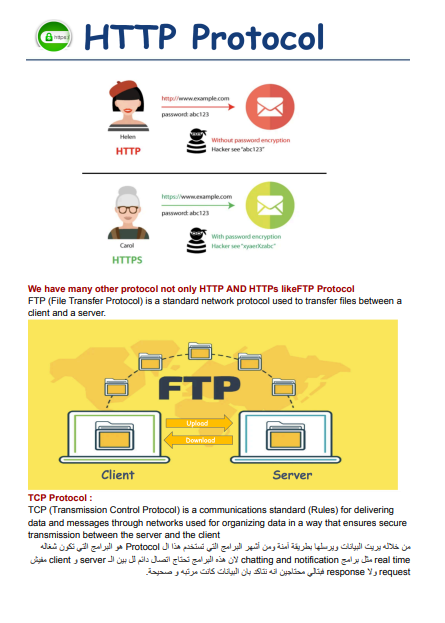 https:/
HTTP Protocol
http://www.example.com
password: abc123
Helen
HTTP
Without password encryption
Hacker see "abc123"
https://www.example.com
password: abc123
Carol
HTTPS
With password encryption
Hacker see "xyaerXzabc"
We have many other protocol not only HTTP AND HTTPs likeFTP Protocol
FTP (File Transfer Protocol) is a standard network protocol used to transfer files between a
client and a server.
FTP
Upload
Download
Client
Server
TCP Protocol :
TCP (Transmission Control Protocol) is a communications standard (Rules) for delivering
data and messages through networks used for organizing data in a way that ensures secure
transmission between the server and the client
من خلاله يريت البيانات ويرسلها بطريقة آمنة ومن أشهر البرامج التي تستخدم هذا ال Protocol هو البرامج التي تكون شغاله
real time مثل برامج chatting and notification لان هذه البرامج تحتاج اتصال دائم لل بين الـ server و client مفيش
request ولا response فبتالي محتاجين انه نتاكد بان البيانات كانت مرتبه و صحيحة.